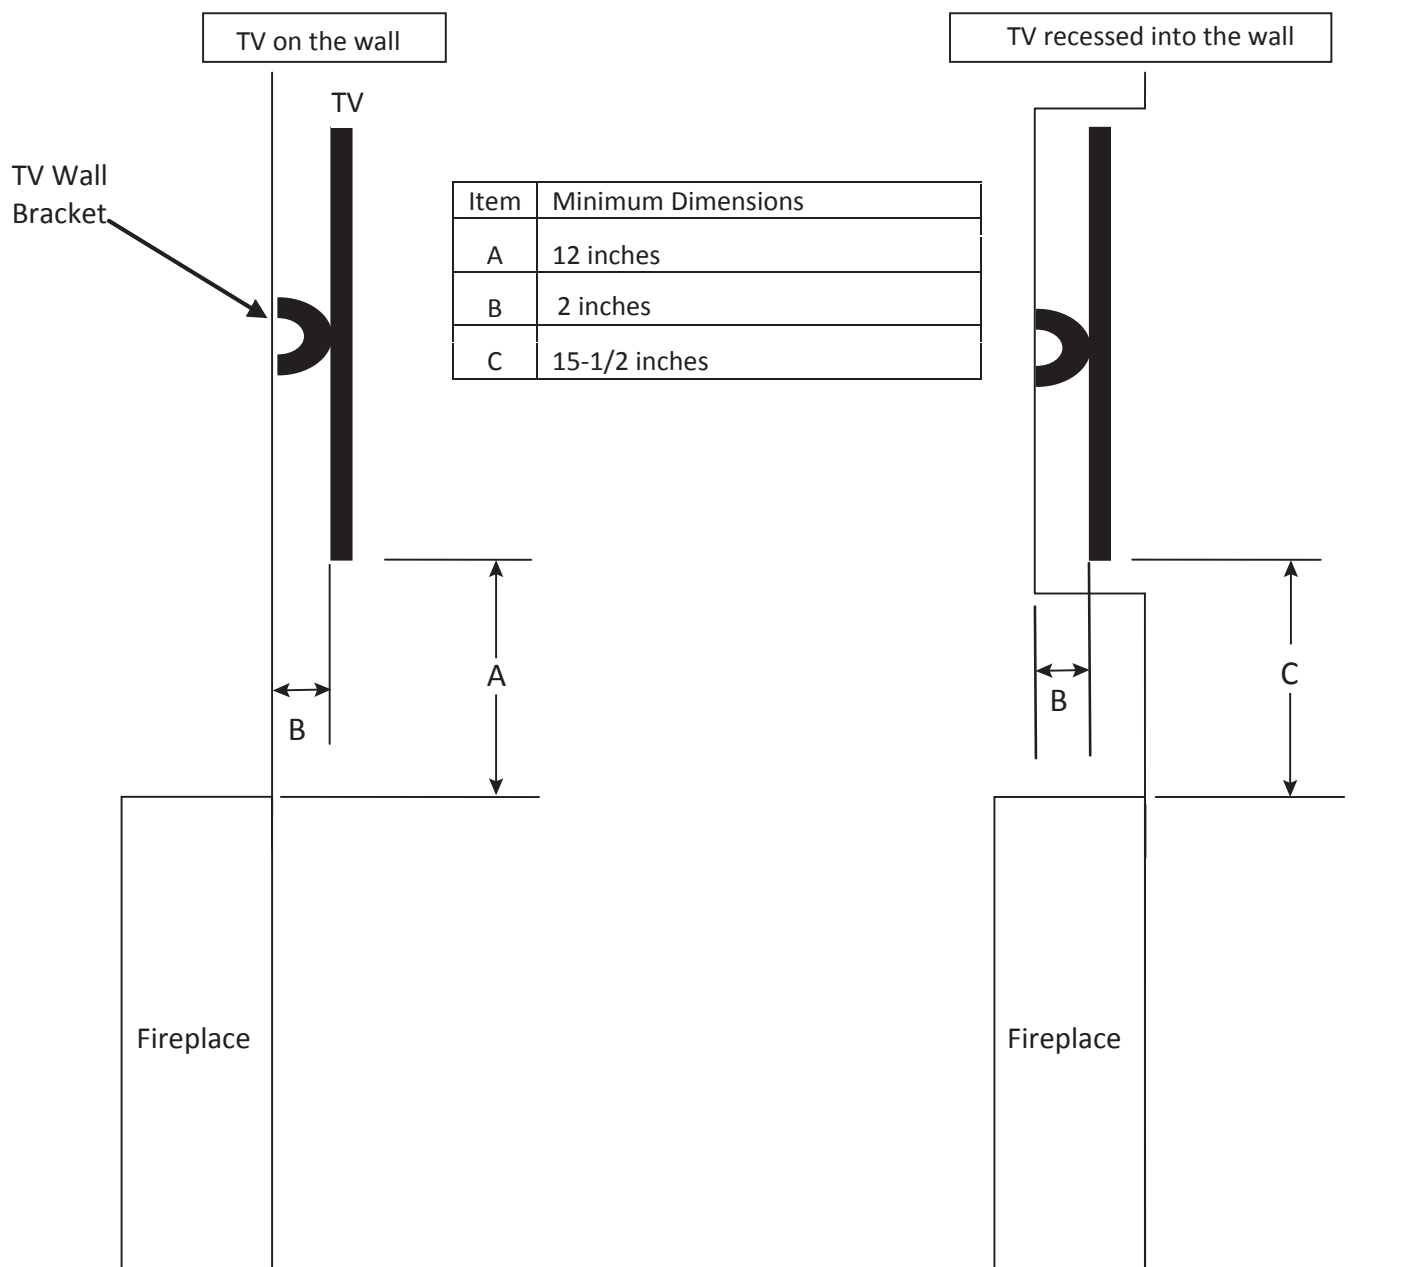 TV on the wall
TV recessed into the wall
TV
TV Wall
Bracket
Item Minimum Dimensions
A 12 inches
B 2 inches
C 15-1/2 inches
A
B
C
B
Fireplace
Fireplace